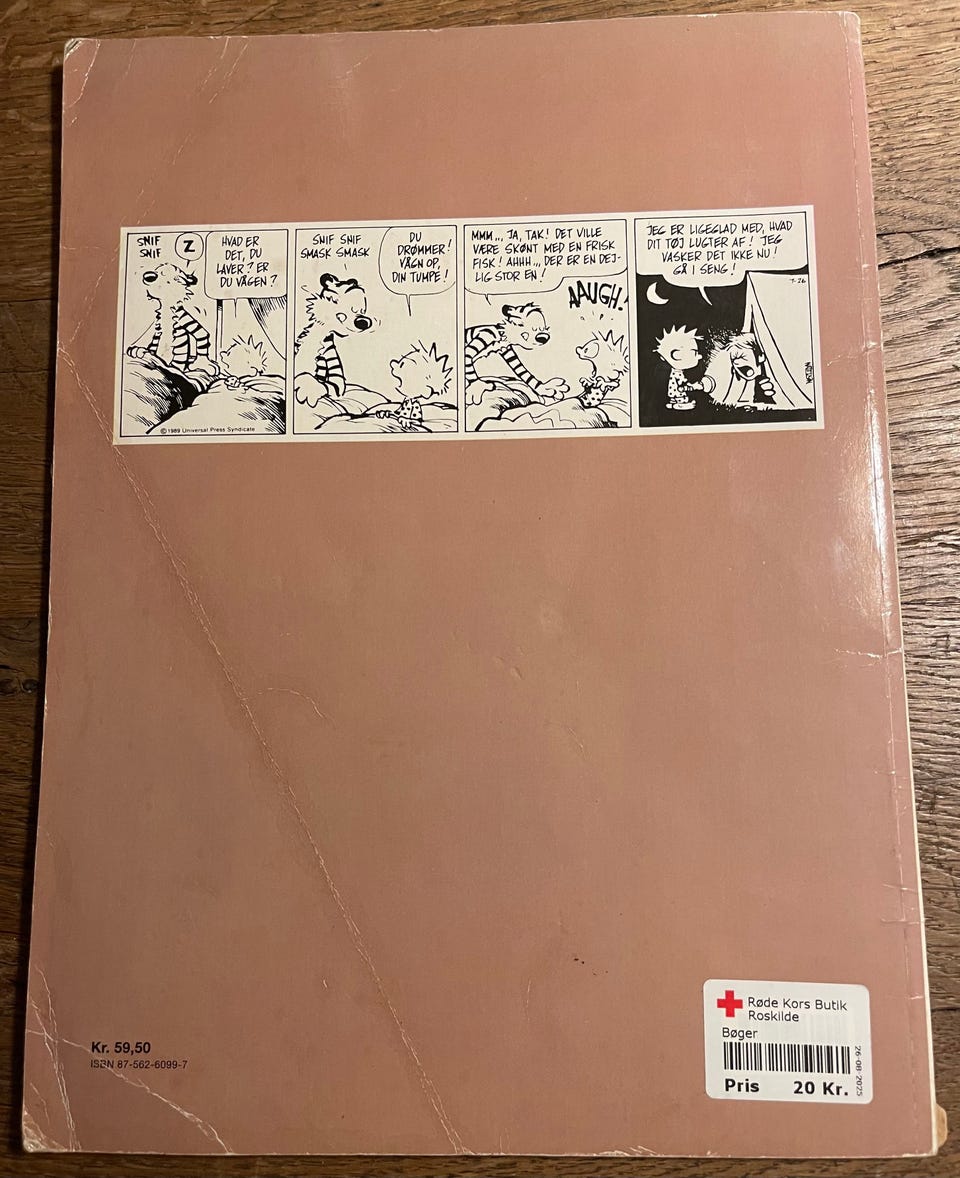 SNIF
SNIF
Z
HVAD ER
DET, DU
LAVER? ER
DU VÅGEN?
© 1989 Universal Press Syndicate
SNIF SNIF
SMASK SMASK
DU
DRØMMER!
VÅGN OP,
DIN TUMPE!
MMM... JA, TAK! DET VILLE
VÆRE SKØNT MED EN FRISK
FISK! AHHH... DER ER EN DEJ-
LIG STOR EN!
AAUGH!
JEG ER LIGEGLAD MED, HVAD
DIT TØJ LUGTER AF! JEG
VASKER DET IKKE NU!
GÅ I SENG!
7-26
WATTERSON
Kr. 59,50
ISBN 87-562-6099-7
Røde Kors Butik
Roskilde
Bøger
26-08-2025
Pris 20 Kr.